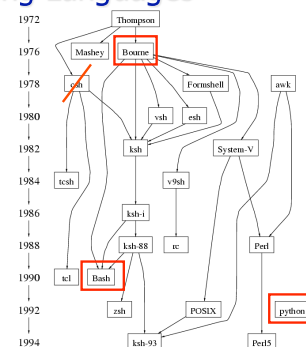 1972 Thompson
1976 Mashey Bourne
1978 csh Formshell awk
1980 vsh esh
1982 ksh System-V
1984 tcsh v9sh
1986 ksh-i
1988 ksh-88 rc Perl
1990 tcl Bash
1992 zsh POSIX python
1994 ksh-93 Perl5